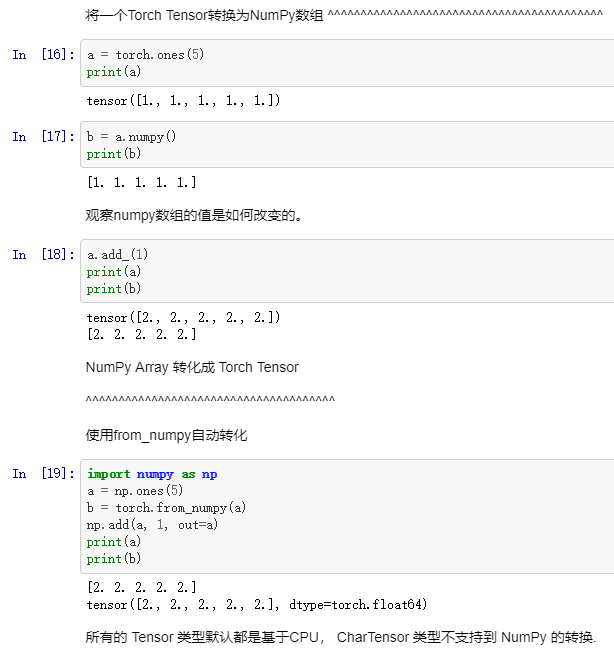 将一个Torch Tensor转换为NumPy数组 ^^^^^^^^^^^^^^^^^^^^^^^^^^^^^^^^^^^^^^^^^^
In [16]: a = torch.ones(5)
print(a)
tensor([1., 1., 1., 1., 1.])
In [17]: b = a.numpy()
print(b)
[1. 1. 1. 1. 1.]
观察numpy数组的值是如何改变的。
In [18]: a.add_(1)
print(a)
print(b)
tensor([2., 2., 2., 2., 2.])
[2. 2. 2. 2. 2.]
NumPy Array 转化成 Torch Tensor
^^^^^^^^^^^^^^^^^^^^^^^^^^^^^^^^^^^^^^
使用from_numpy自动转化
In [19]: import numpy as np
a = np.ones(5)
b = torch.from_numpy(a)
np.add(a, 1, out=a)
print(a)
print(b)
[2. 2. 2. 2. 2.]
tensor([2., 2., 2., 2., 2.], dtype=torch.float64)
所有的 Tensor 类型默认都是基于CPU， CharTensor 类型不支持到 NumPy 的转换.